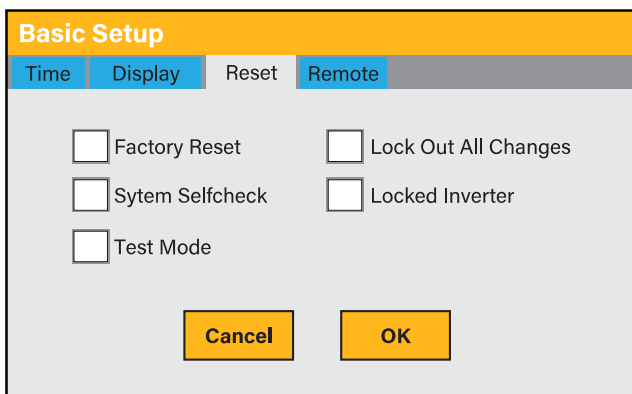 Basic Setup
Time Display Reset Remote
Factory Reset Lock Out All Changes
Sytem Selfcheck Locked Inverter
Test Mode
Cancel OK